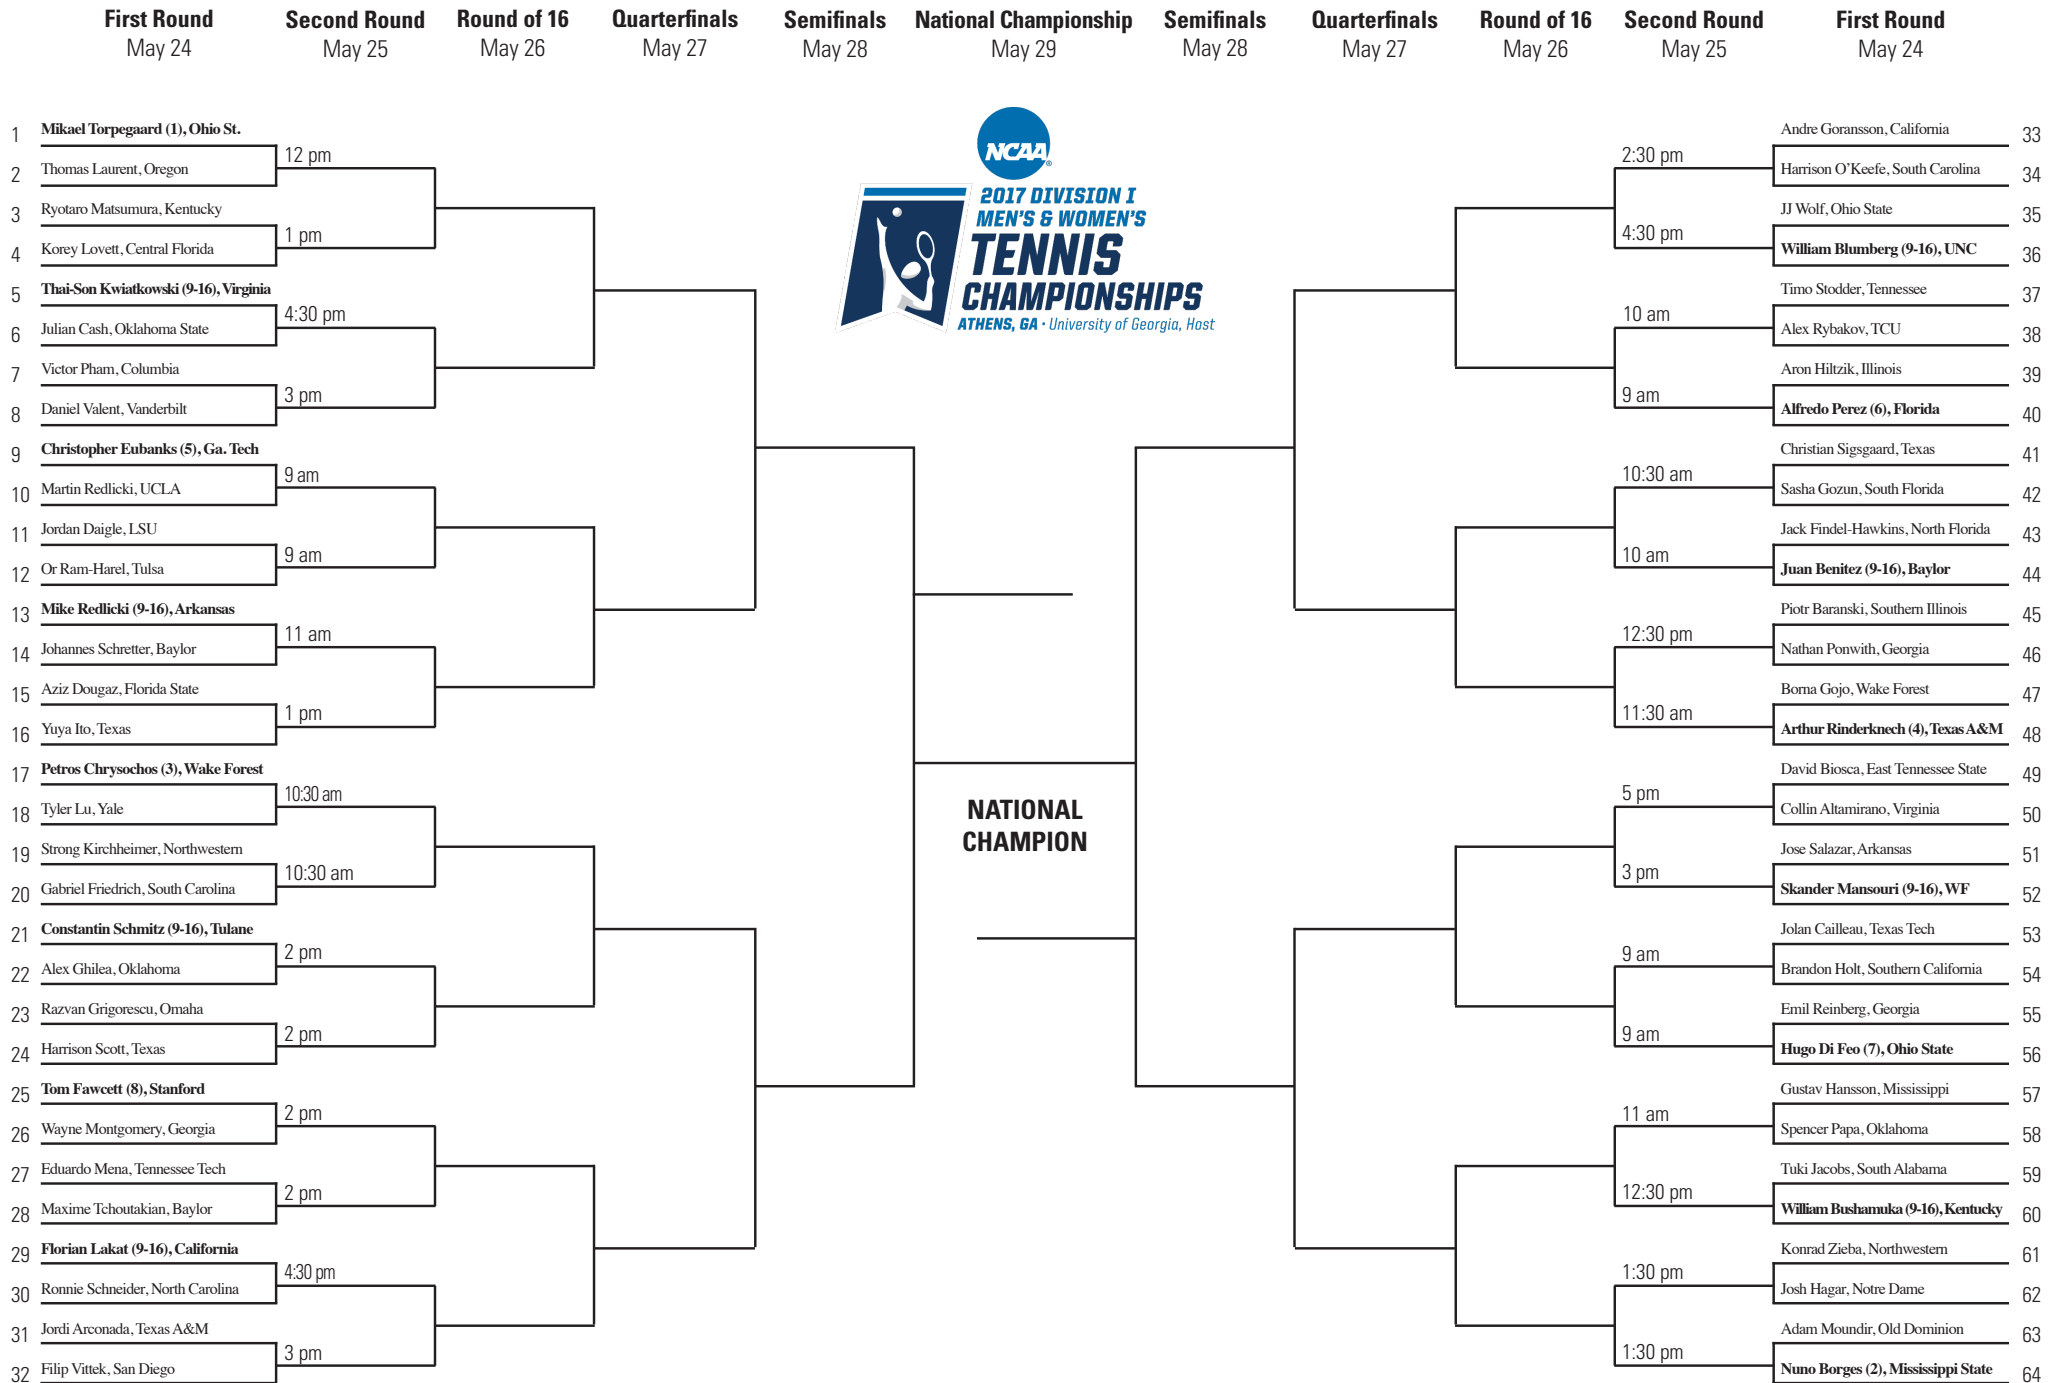 First Round
May 24
Second Round
May 25
Round of 16
May 26
Quarterfinals
May 27
Semifinals
May 28
National Championship
May 29
Semifinals
May 28
Quarterfinals
May 27
Round of 16
May 26
Second Round
May 25
First Round
May 24
NCAA®
2017 DIVISION I
MEN'S & WOMEN'S
TENNIS
CHAMPIONSHIPS
ATHENS, GA • University of Georgia, Host
1 Mikael Torpegaard (1), Ohio St.
12 pm
2 Thomas Laurent, Oregon
3 Ryotaro Matsumura, Kentucky
1 pm
4 Korey Lovett, Central Florida
5 Thai-Son Kwiatkowski (9-16), Virginia
4:30 pm
6 Julian Cash, Oklahoma State
7 Victor Pham, Columbia
3 pm
8 Daniel Valent, Vanderbilt
9 Christopher Eubanks (5), Ga. Tech
9 am
10 Martin Redlicki, UCLA
11 Jordan Daigle, LSU
9 am
12 Or Ram-Harel, Tulsa
13 Mike Redlicki (9-16), Arkansas
11 am
14 Johannes Schretter, Baylor
15 Aziz Dougaz, Florida State
1 pm
16 Yuya Ito, Texas
17 Petros Chrysochos (3), Wake Forest
10:30 am
18 Tyler Lu, Yale
19 Strong Kirchheimer, Northwestern
10:30 am
20 Gabriel Friedrich, South Carolina
21 Constantin Schmitz (9-16), Tulane
2 pm
22 Alex Ghilea, Oklahoma
23 Razvan Grigorescu, Omaha
2 pm
24 Harrison Scott, Texas
25 Tom Fawcett (8), Stanford
2 pm
26 Wayne Montgomery, Georgia
27 Eduardo Mena, Tennessee Tech
2 pm
28 Maxime Tchoutakian, Baylor
29 Florian Lakat (9-16), California
4:30 pm
30 Ronnie Schneider, North Carolina
31 Jordi Arconada, Texas A&M
3 pm
32 Filip Vittek, San Diego
NATIONAL
CHAMPION
Andre Goransson, California 33
2:30 pm
Harrison O'Keefe, South Carolina 34
JJ Wolf, Ohio State 35
4:30 pm
William Blumberg (9-16), UNC 36
Timo Stodder, Tennessee 37
10 am
Alex Rybakov, TCU 38
Aron Hiltzik, Illinois 39
9 am
Alfredo Perez (6), Florida 40
Christian Sigsgaard, Texas 41
10:30 am
Sasha Gozun, South Florida 42
Jack Findel-Hawkins, North Florida 43
10 am
Juan Benitez (9-16), Baylor 44
Piotr Baranski, Southern Illinois 45
12:30 pm
Nathan Ponwith, Georgia 46
Borna Gojo, Wake Forest 47
11:30 am
Arthur Rinderknech (4), Texas A&M 48
David Biosca, East Tennessee State 49
5 pm
Collin Altamirano, Virginia 50
Jose Salazar, Arkansas 51
3 pm
Skander Mansouri (9-16), WF 52
Jolan Cailleau, Texas Tech 53
9 am
Brandon Holt, Southern California 54
Emil Reinberg, Georgia 55
9 am
Hugo Di Feo (7), Ohio State 56
Gustav Hansson, Mississippi 57
11 am
Spencer Papa, Oklahoma 58
Tuki Jacobs, South Alabama 59
12:30 pm
William Bushamuka (9-16), Kentucky 60
Konrad Zieba, Northwestern 61
1:30 pm
Josh Hagar, Notre Dame 62
Adam Moundir, Old Dominion 63
1:30 pm
Nuno Borges (2), Mississippi State 64